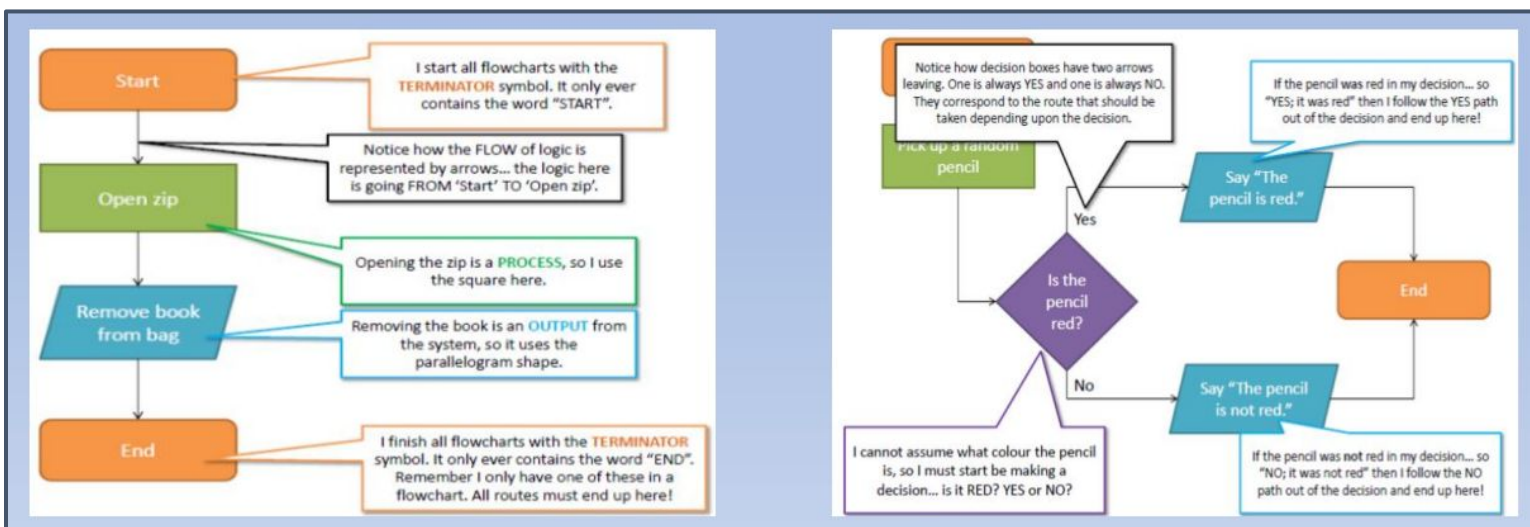 Start
I start all flowcharts with the
TERMINATOR symbol. It only ever
contains the word “START”.
Notice how the FLOW of logic is
represented by arrows... the logic here
is going FROM ‘Start’ TO ‘Open zip’.
Open zip
Opening the zip is a PROCESS, so I use
the square here.
Remove book
from bag
Removing the book is an OUTPUT from
the system, so it uses the
parallelogram shape.
End
I finish all flowcharts with the TERMINATOR
symbol. It only ever contains the word “END”.
Remember I only have one of these in a
flowchart. All routes must end up here!
Notice how decision boxes have two arrows
leaving. One is always YES and one is always NO.
They correspond to the route that should be
taken depending upon the decision.
Pick up a random
pencil
If the pencil was red in my decision... so
“YES; it was red” then I follow the YES path
out of the decision and end up here!
Say “The
pencil is red.”
Yes
Is the
pencil
red?
End
No
Say “The pencil
is not red.”
I cannot assume what colour the pencil
is, so I must start be making a
decision... is it RED? YES or NO?
If the pencil was not red in my decision... so
“NO; it was not red” then I follow the NO
path out of the decision and end up here!